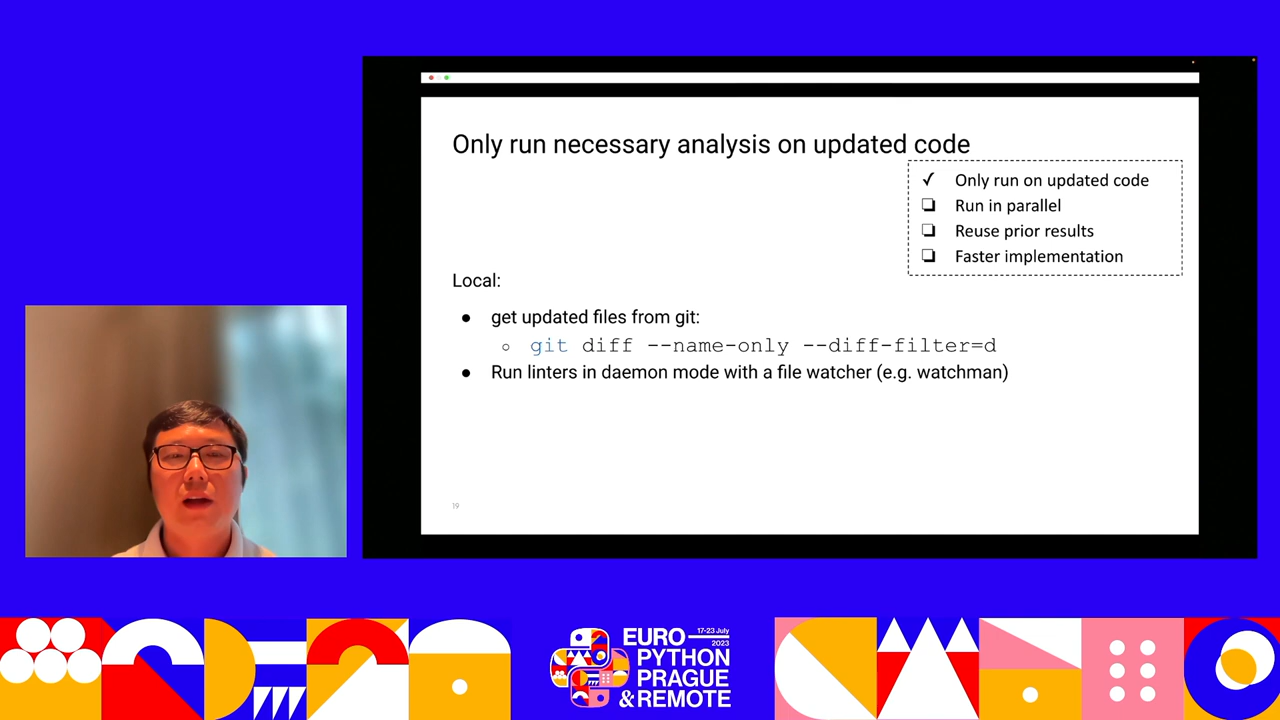 Only run necessary analysis on updated code
✓ Only run on updated code
❏ Run in parallel
❏ Reuse prior results
❏ Faster implementation
Local:
● get updated files from git:
○ git diff --name-only --diff-filter=d
● Run linters in daemon mode with a file watcher (e.g. watchman)
19
EURO 17-23 July 2023
PYTHON
PRAGUE
& REMOTE